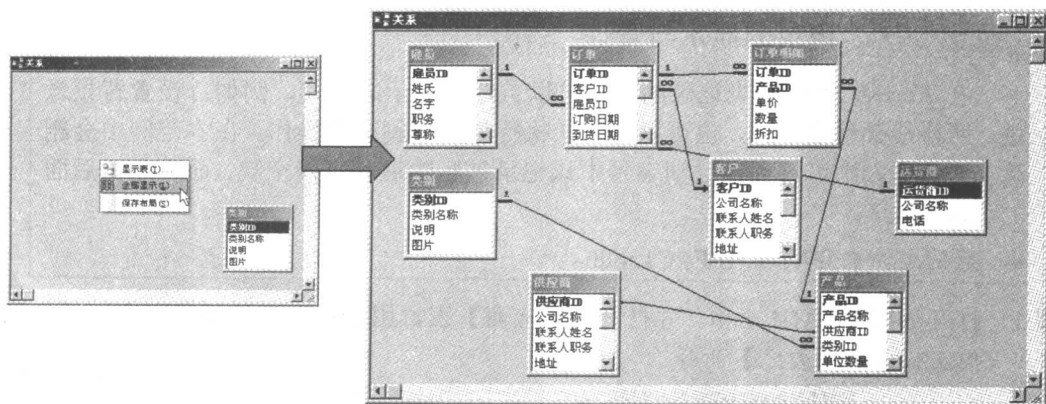 关系
显示表(T)...
全部显示(L)
保存布局(S)
类别
类别ID
类别名称
说明
图片
关系
雇员
雇员ID
姓氏
名字
职务
尊称
订单
订单ID
客户ID
雇员ID
订购日期
到货日期
订单明细
订单ID
产品ID
单价
数量
折扣
1
∞
1
∞
∞
∞
∞
类别
类别ID
类别名称
说明
图片
1
客户
客户ID
公司名称
联系人姓名
联系人职务
地址
运货商
运货商ID
公司名称
电话
1
供应商
供应商ID
公司名称
联系人姓名
联系人职务
地址
产品
产品ID
产品名称
供应商ID
类别ID
单位数量
1
∞